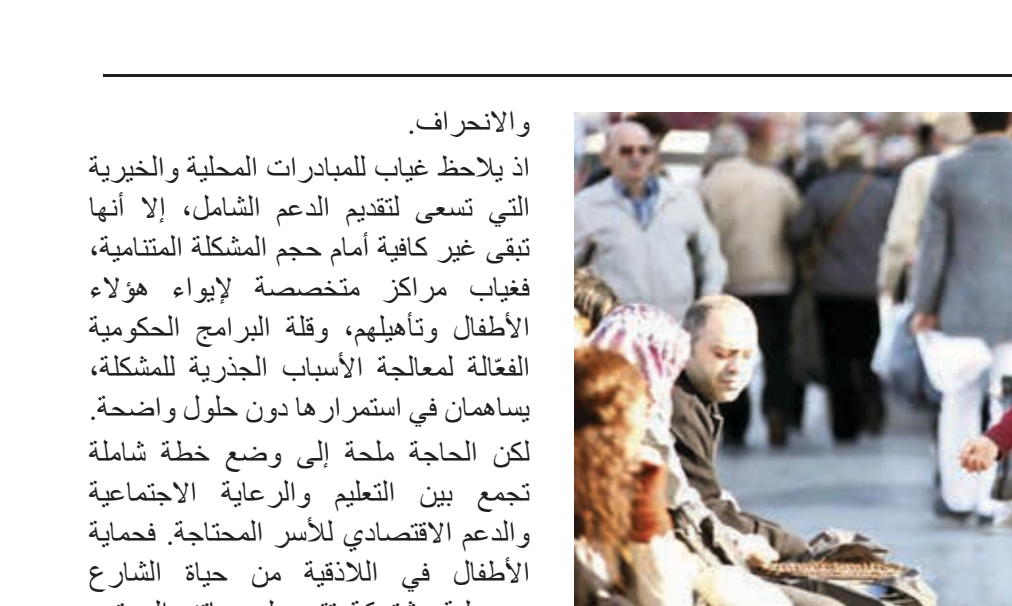 والانحراف.
اذ يلاحظ غياب للمبادرات المحلية والخيرية
التي تسعى لتقديم الدعم الشامل، إلا أنها
تبقى غير كافية أمام حجم المشكلة المتنامية،
فغياب مراكز متخصصة لإيواء هؤلاء
الأطفال وتأهيلهم، وقلة البرامج الحكومية
الفعّالة لمعالجة الأسباب الجذرية للمشكلة،
يساهمان في استمرارها دون حلول واضحة.
لكن الحاجة ملحة إلى وضع خطة شاملة
تجمع بين التعليم والرعاية الاجتماعية
والدعم الاقتصادي للأسر المحتاجة. فحماية
الأطفال في اللاذقية من حياة الشارع